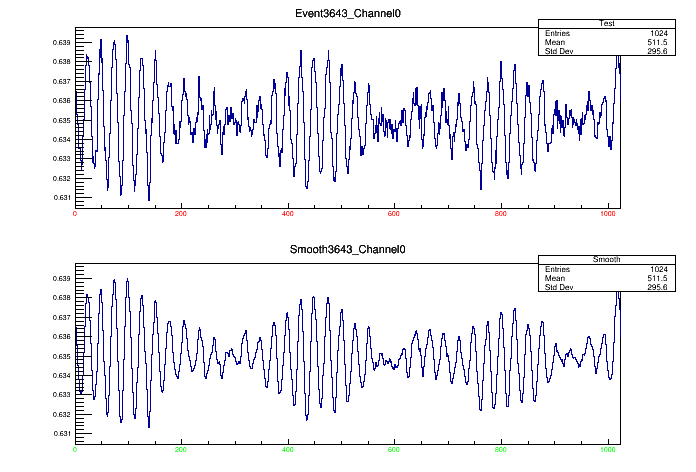 Event3643_Channel0
Test
Entries 1024
Mean 511.5
Std Dev 295.6
0.639
0.638
0.637
0.636
0.635
0.634
0.633
0.632
0.631
0 200 400 600 800 1000
Smooth3643_Channel0
Smooth
Entries 1024
Mean 511.5
Std Dev 295.6
0.639
0.638
0.637
0.636
0.635
0.634
0.633
0.632
0.631
0 200 400 600 800 1000